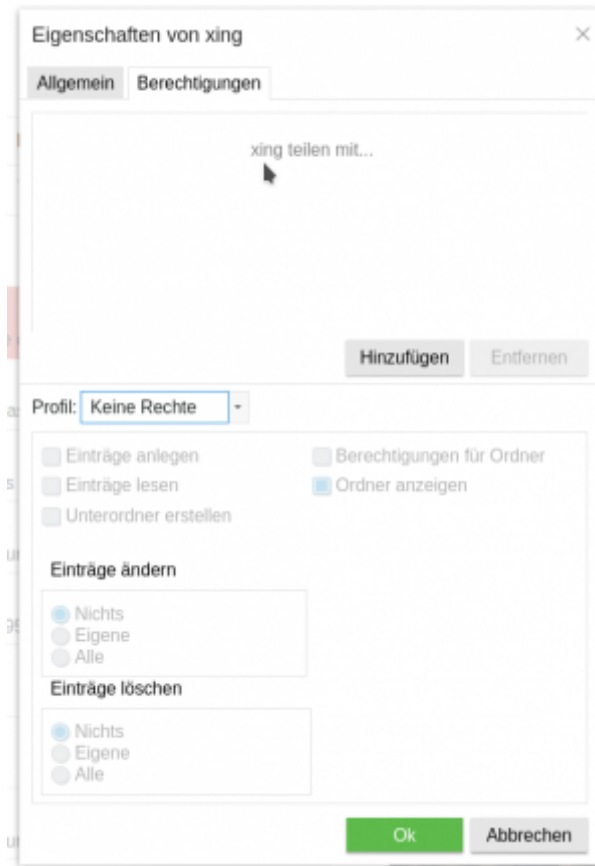 Eigenschaften von xing
Allgemein Berechtigungen
xing teilen mit...
Hinzufügen Entfernen
Profil: Keine Rechte
Einträge anlegen Berechtigungen für Ordner
Einträge lesen Ordner anzeigen
Unterordner erstellen
Einträge ändern
Nichts
Eigene
Alle
Einträge löschen
Nichts
Eigene
Alle
Ok Abbrechen